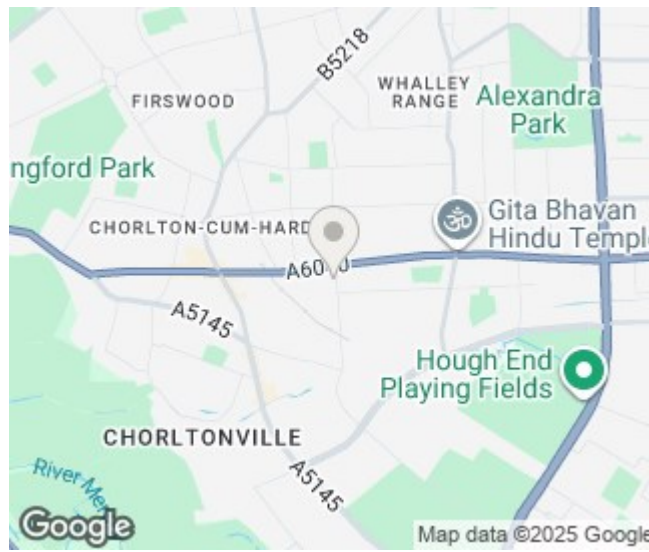 B5218
FIRSWOOD
WHALLEY
RANGE
Alexandra
Park
ngford Park
Gita Bhavan
Hindu Temple
CHORLTON-CUM-HARD
A5145
Hough End
Playing Fields
CHORLTONVILLE
A5145
River Me
Google
Map data ©2025 Google